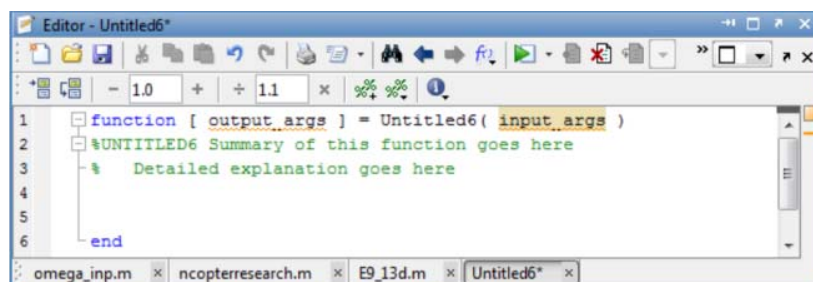 Editor - Untitled6*
- 1.0 + ÷ 1.1 ×
1 function [ output_args ] = Untitled6( input_args )
2 %UNTITLED6 Summary of this function goes here
3 %   Detailed explanation goes here
4
5
6 end
omega_inp.m × ncopterresearch.m × E9_13d.m × Untitled6* ×